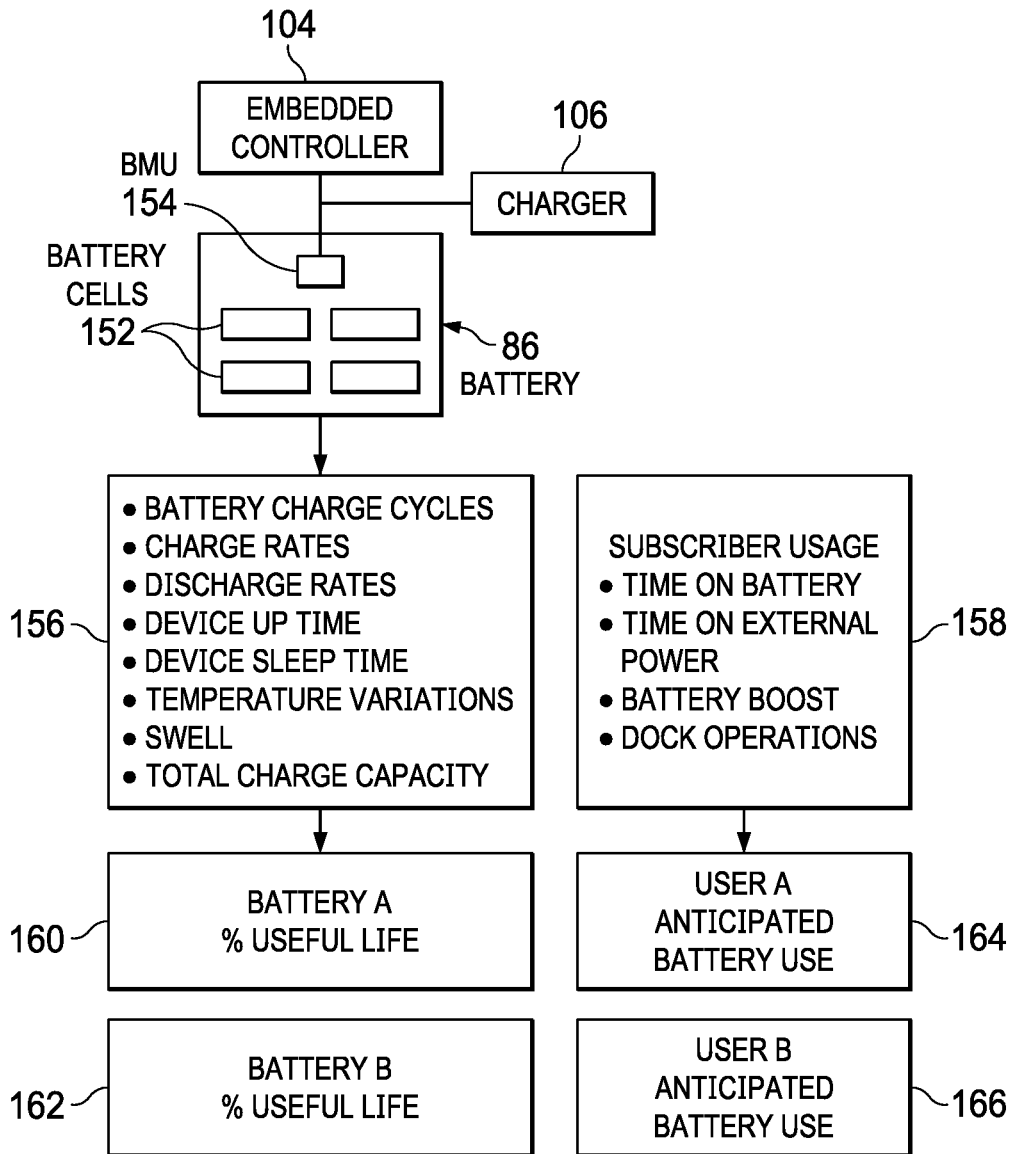 104
EMBEDDED
CONTROLLER
106
CHARGER
BMU
154
BATTERY
CELLS
152
86
BATTERY
156
• BATTERY CHARGE CYCLES
• CHARGE RATES
• DISCHARGE RATES
• DEVICE UP TIME
• DEVICE SLEEP TIME
• TEMPERATURE VARIATIONS
• SWELL
• TOTAL CHARGE CAPACITY
SUBSCRIBER USAGE
• TIME ON BATTERY
• TIME ON EXTERNAL
POWER
• BATTERY BOOST
• DOCK OPERATIONS
158
160
BATTERY A
% USEFUL LIFE
USER A
ANTICIPATED
BATTERY USE
164
162
BATTERY B
% USEFUL LIFE
USER B
ANTICIPATED
BATTERY USE
166